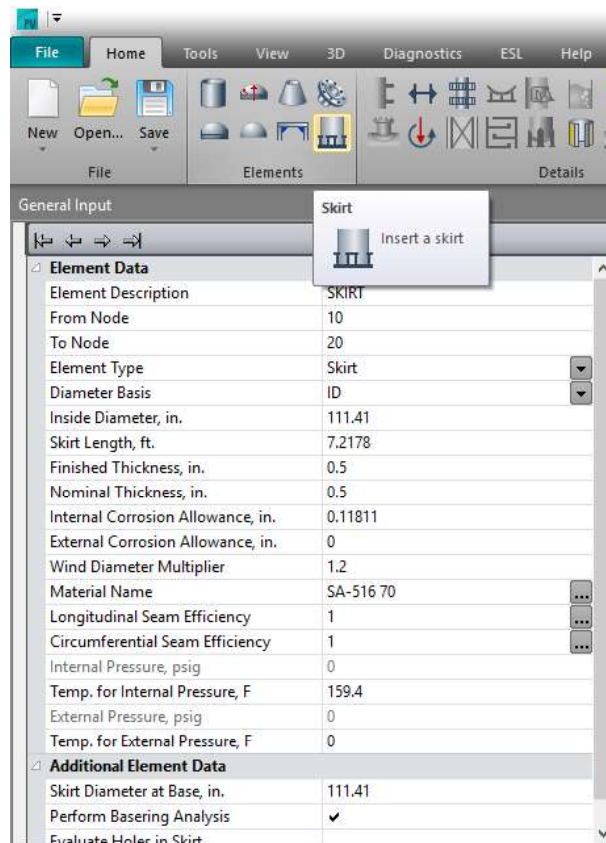 PV
File Home Tools View 3D Diagnostics ESL Help
New Open... Save
File Elements Details
General Input
Skirt
Insert a skirt
Element Data
Element Description SKIRT
From Node 10
To Node 20
Element Type Skirt
Diameter Basis ID
Inside Diameter, in. 111.41
Skirt Length, ft. 7.2178
Finished Thickness, in. 0.5
Nominal Thickness, in. 0.5
Internal Corrosion Allowance, in. 0.11811
External Corrosion Allowance, in. 0
Wind Diameter Multiplier 1.2
Material Name SA-516 70
Longitudinal Seam Efficiency 1
Circumferential Seam Efficiency 1
Internal Pressure, psig 0
Temp. for Internal Pressure, F 159.4
External Pressure, psig 0
Temp. for External Pressure, F 0
Additional Element Data
Skirt Diameter at Base, in. 111.41
Perform Basering Analysis
Evaluate Holes in Skirt